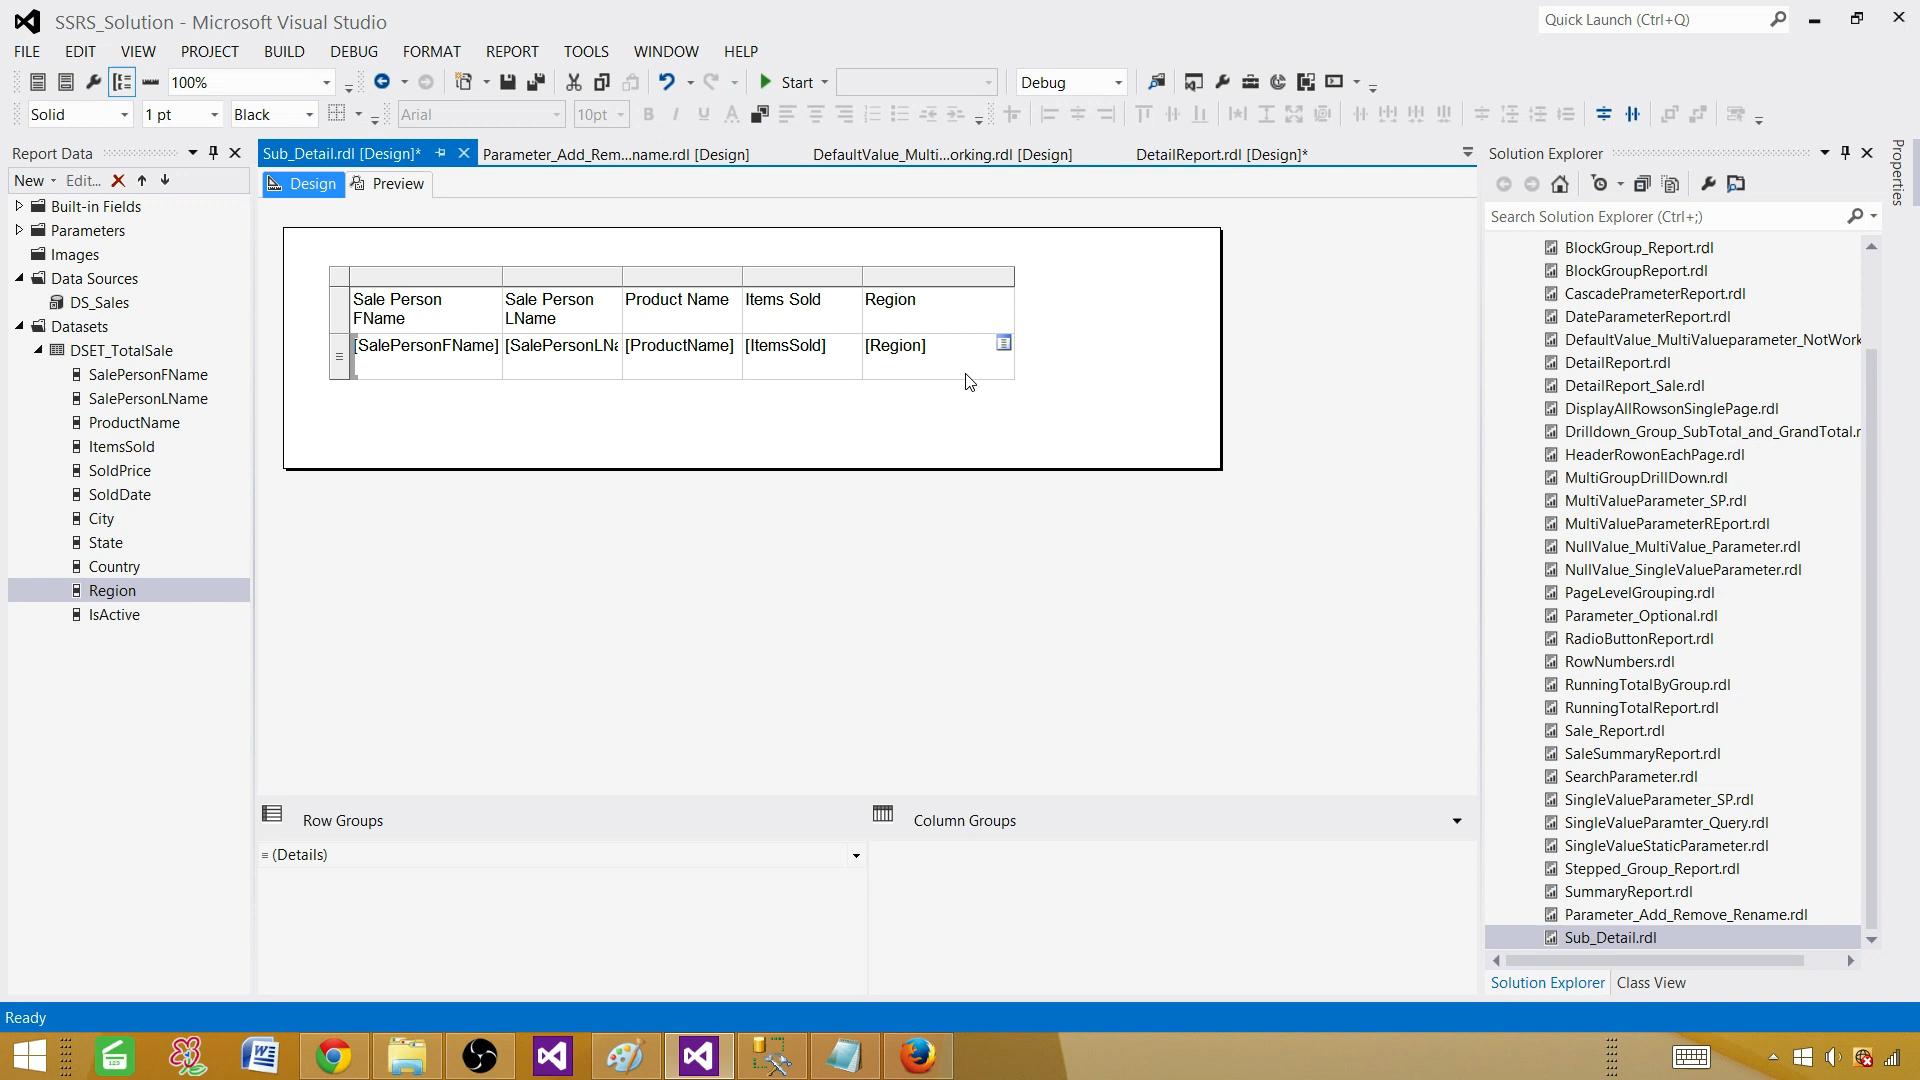 SSRS_Solution - Microsoft Visual Studio
Quick Launch (Ctrl+Q)
FILE EDIT VIEW PROJECT BUILD DEBUG FORMAT REPORT TOOLS WINDOW HELP
100% Start Debug
Solid 1 pt Black Arial 10pt B I U A
Report Data
Sub_Detail.rdl [Design]* Parameter_Add_Rem...name.rdl [Design] DefaultValue_Multi...orking.rdl [Design] DetailReport.rdl [Design]*
Solution Explorer
Properties
New Edit...
Design Preview
Search Solution Explorer (Ctrl+;)
Built-in Fields
Parameters
Images
Data Sources
DS_Sales
Datasets
DSET_TotalSale
SalePersonFName
SalePersonLName
ProductName
ItemsSold
SoldPrice
SoldDate
City
State
Country
Region
IsActive
Sale Person FName
Sale Person LName
Product Name
Items Sold
Region
[SalePersonFName] [SalePersonLNa [ProductName] [ItemsSold] [Region]
Row Groups
Column Groups
(Details)
BlockGroup_Report.rdl
BlockGroupReport.rdl
CascadePrameterReport.rdl
DateParameterReport.rdl
DefaultValue_MultiValueparameter_NotWork
DetailReport.rdl
DetailReport_Sale.rdl
DisplayAllRowsonSinglePage.rdl
Drilldown_Group_SubTotal_and_GrandTotal.r
HeaderRowonEachPage.rdl
MultiGroupDrillDown.rdl
MultiValueParameter_SP.rdl
MultiValueParameterREport.rdl
NullValue_MultiValue_Parameter.rdl
NullValue_SingleValueParameter.rdl
PageLevelGrouping.rdl
Parameter_Optional.rdl
RadioButtonReport.rdl
RowNumbers.rdl
RunningTotalByGroup.rdl
RunningTotalReport.rdl
Sale_Report.rdl
SaleSummaryReport.rdl
SearchParameter.rdl
SingleValueParameter_SP.rdl
SingleValueParamter_Query.rdl
SingleValueStaticParameter.rdl
Stepped_Group_Report.rdl
SummaryReport.rdl
Parameter_Add_Remove_Rename.rdl
Sub_Detail.rdl
Solution Explorer Class View
Ready